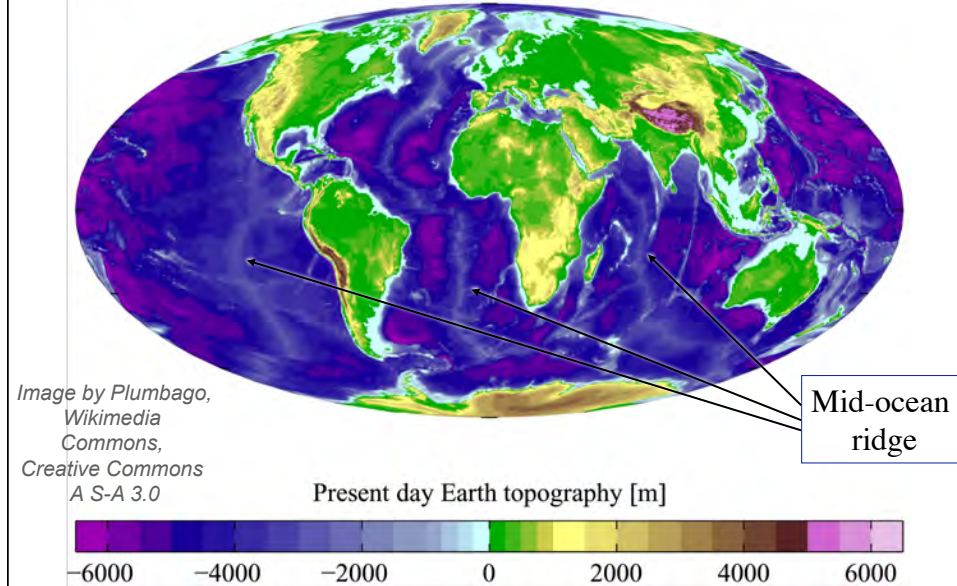 Mid-ocean
ridge
Image by Plumbago,
Wikimedia
Commons,
Creative Commons
A S-A 3.0
Present day Earth topography [m]
−6000 −4000 −2000 0 2000 4000 6000